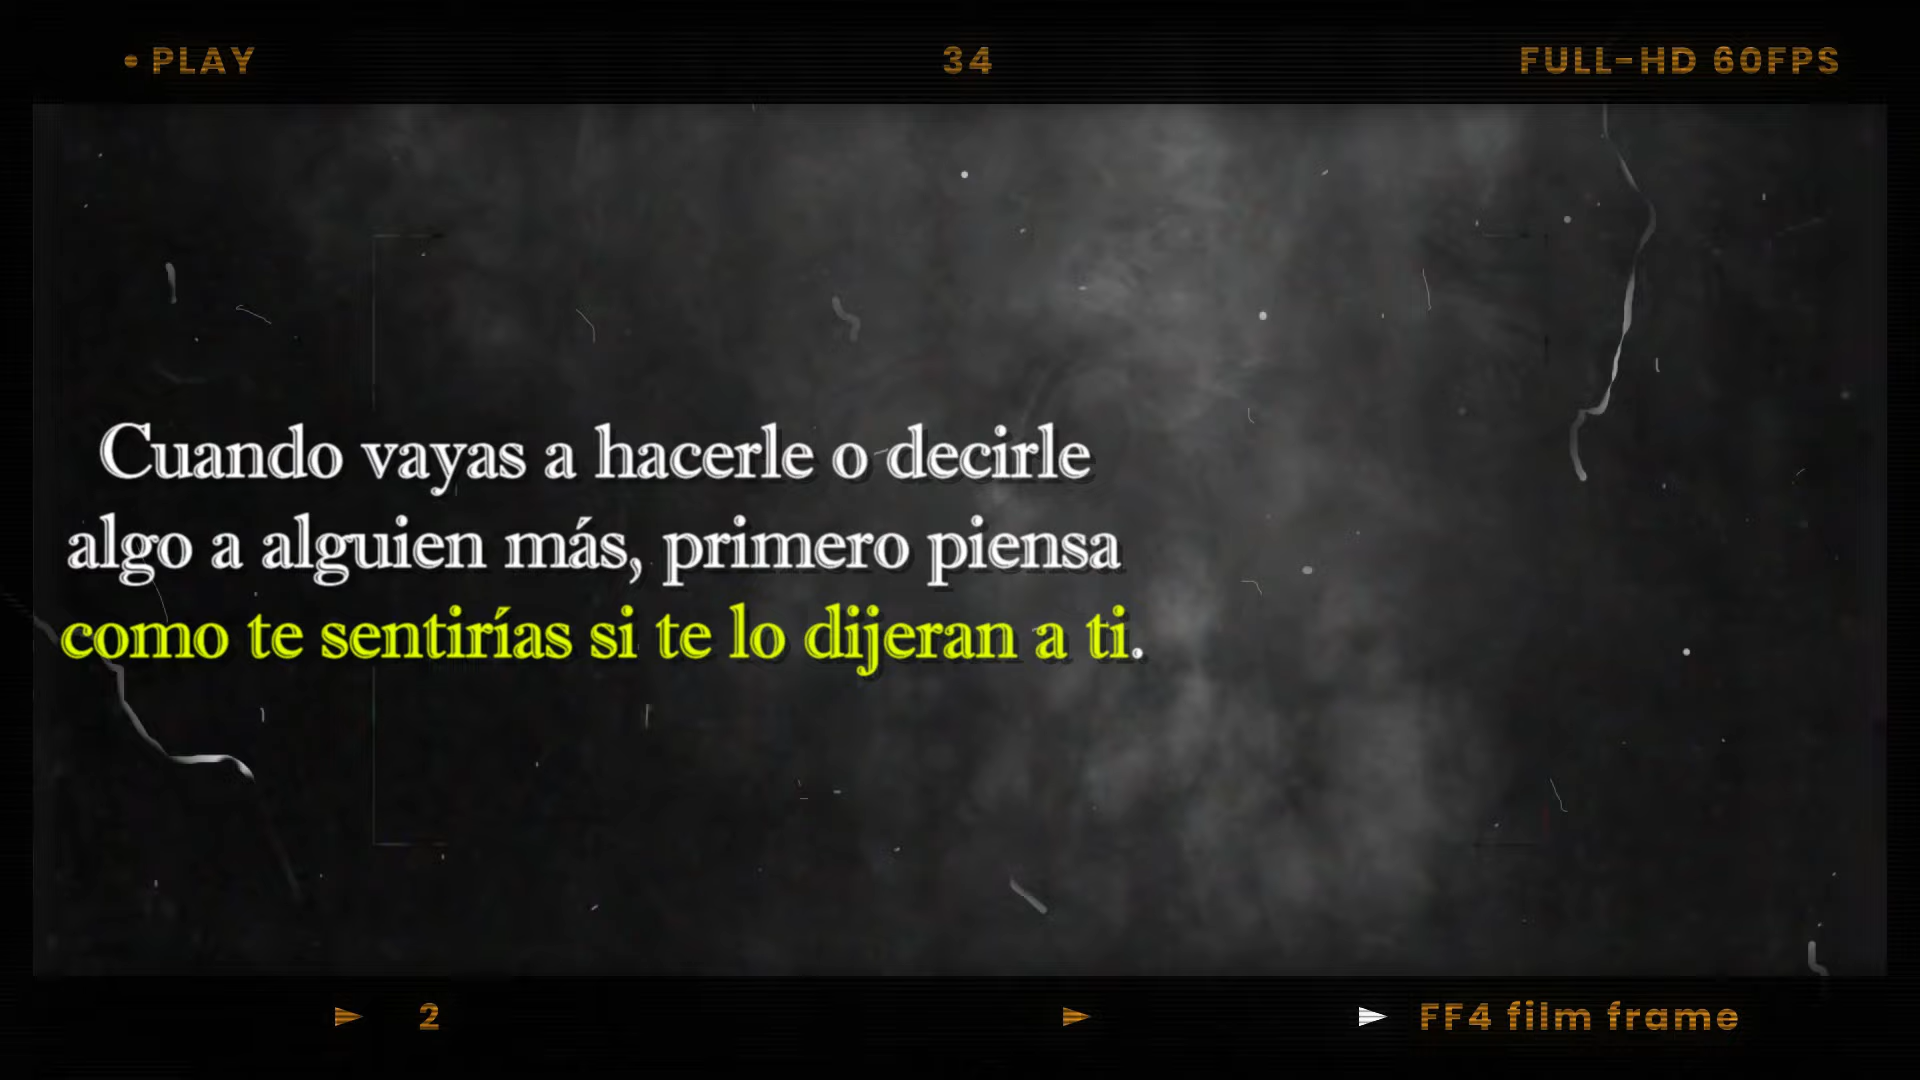 • PLAY
34
FULL-HD 60FPS
Cuando vayas a hacerle o decirle
algo a alguien más, primero piensa
como te sentirías si te lo dijeran a ti.
2
FF4 film frame